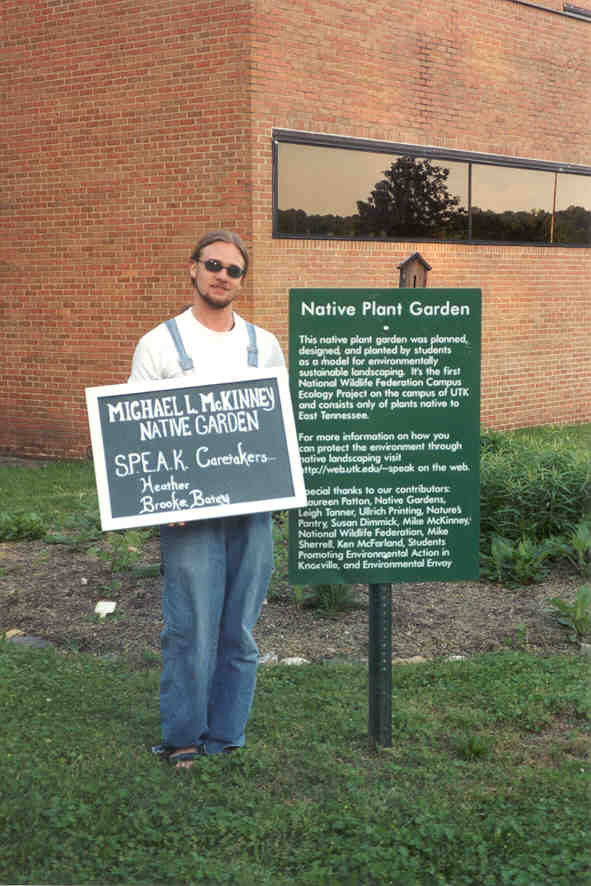 MICHAEL L. McKINNEY
NATIVE GARDEN
S.P.E.A.K. Caretakers...
Heather
Brooke Batey
Native Plant Garden
This native plant garden was planned,
designed, and planted by students
as a model for environmentally
sustainable landscaping. It's the first
National Wildlife Federation Campus
Ecology Project on the campus of UTK
and consists only of plants native to
East Tennessee.
For more information on how you
can protect the environment through
native landscaping visit
http://web.utk.edu/~speak on the web.
Special thanks to our contributors:
Maureen Patton, Native Gardens,
Leigh Tanner, Ullrich Printing, Nature's
Pantry, Susan Dimmick, Mike McKinney,
National Wildlife Federation, Mike
Sherrell, Ken McFarland, Students
Promoting Environmental Action in
Knoxville, and Environmental Envoy